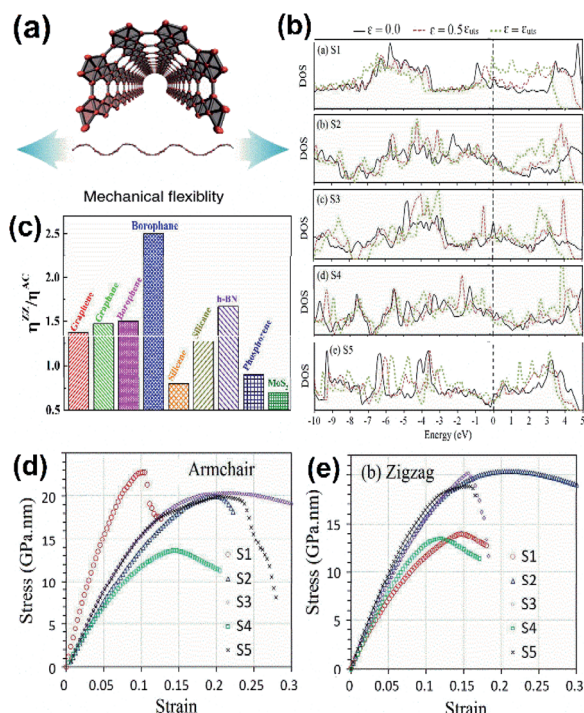 (a)
Mechanical flexiblity
(b)
ε = 0.0 ε = 0.5 εuts ε = εuts
(a) S1
DOS
(b) S2
DOS
(c) S3
DOS
(d) S4
DOS
(e) S5
DOS
-10 -9 -8 -7 -6 -5 -4 -3 -2 -1 0 1 2 3 4 5
Energy (eV)
(c)
η^ZZ/η^AC
2.5
2.0
1.5
1.0
0.5
Graphene
Graphane
Borophene
Borophane
Silicene
Silicane
h-BN
Phosphorene
MoS2
(d)
Armchair
Stress (GPa.nm)
20
15
10
5
0
S1
S2
S3
S4
S5
0 0.05 0.1 0.15 0.2 0.25 0.3
Strain
(e)
(b) Zigzag
Stress (GPa.nm)
20
15
10
5
0
S1
S2
S3
S4
S5
0 0.05 0.1 0.15 0.2 0.25 0.3
Strain